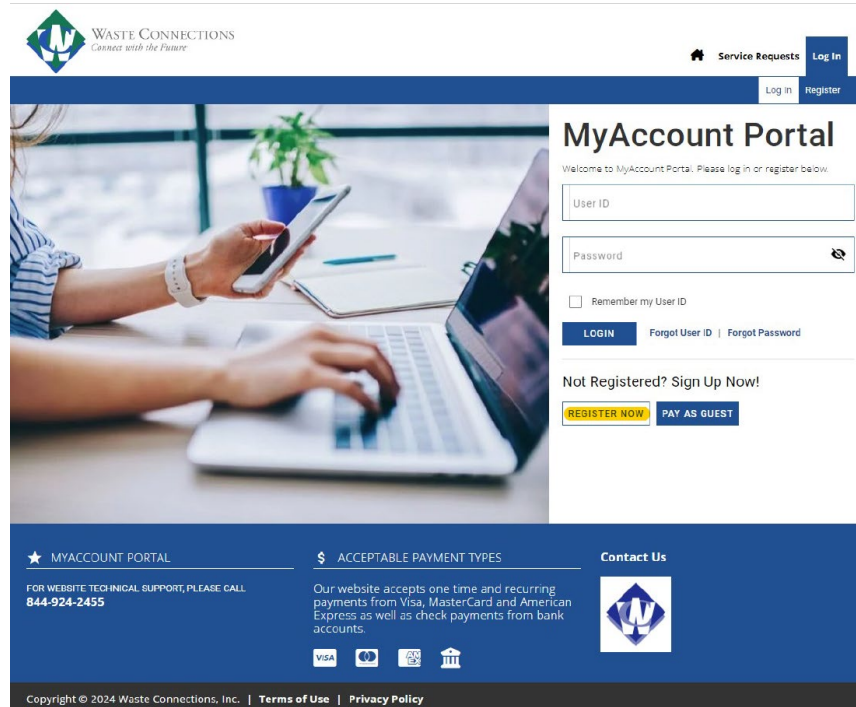 WASTE CONNECTIONS
Connect with the Future
Service Requests
Log In
Log In
Register
MyAccount Portal
Welcome to MyAccount Portal. Please log in or register below.
User ID
Password
Remember my User ID
LOGIN
Forgot User ID | Forgot Password
Not Registered? Sign Up Now!
REGISTER NOW
PAY AS GUEST
MYACCOUNT PORTAL
FOR WEBSITE TECHNICAL SUPPORT, PLEASE CALL
844-924-2455
$ ACCEPTABLE PAYMENT TYPES
Our website accepts one time and recurring
payments from Visa, MasterCard and American
Express as well as check payments from bank
accounts.
VISA
AM
EX
Contact Us
Copyright © 2024 Waste Connections, Inc. | Terms of Use | Privacy Policy